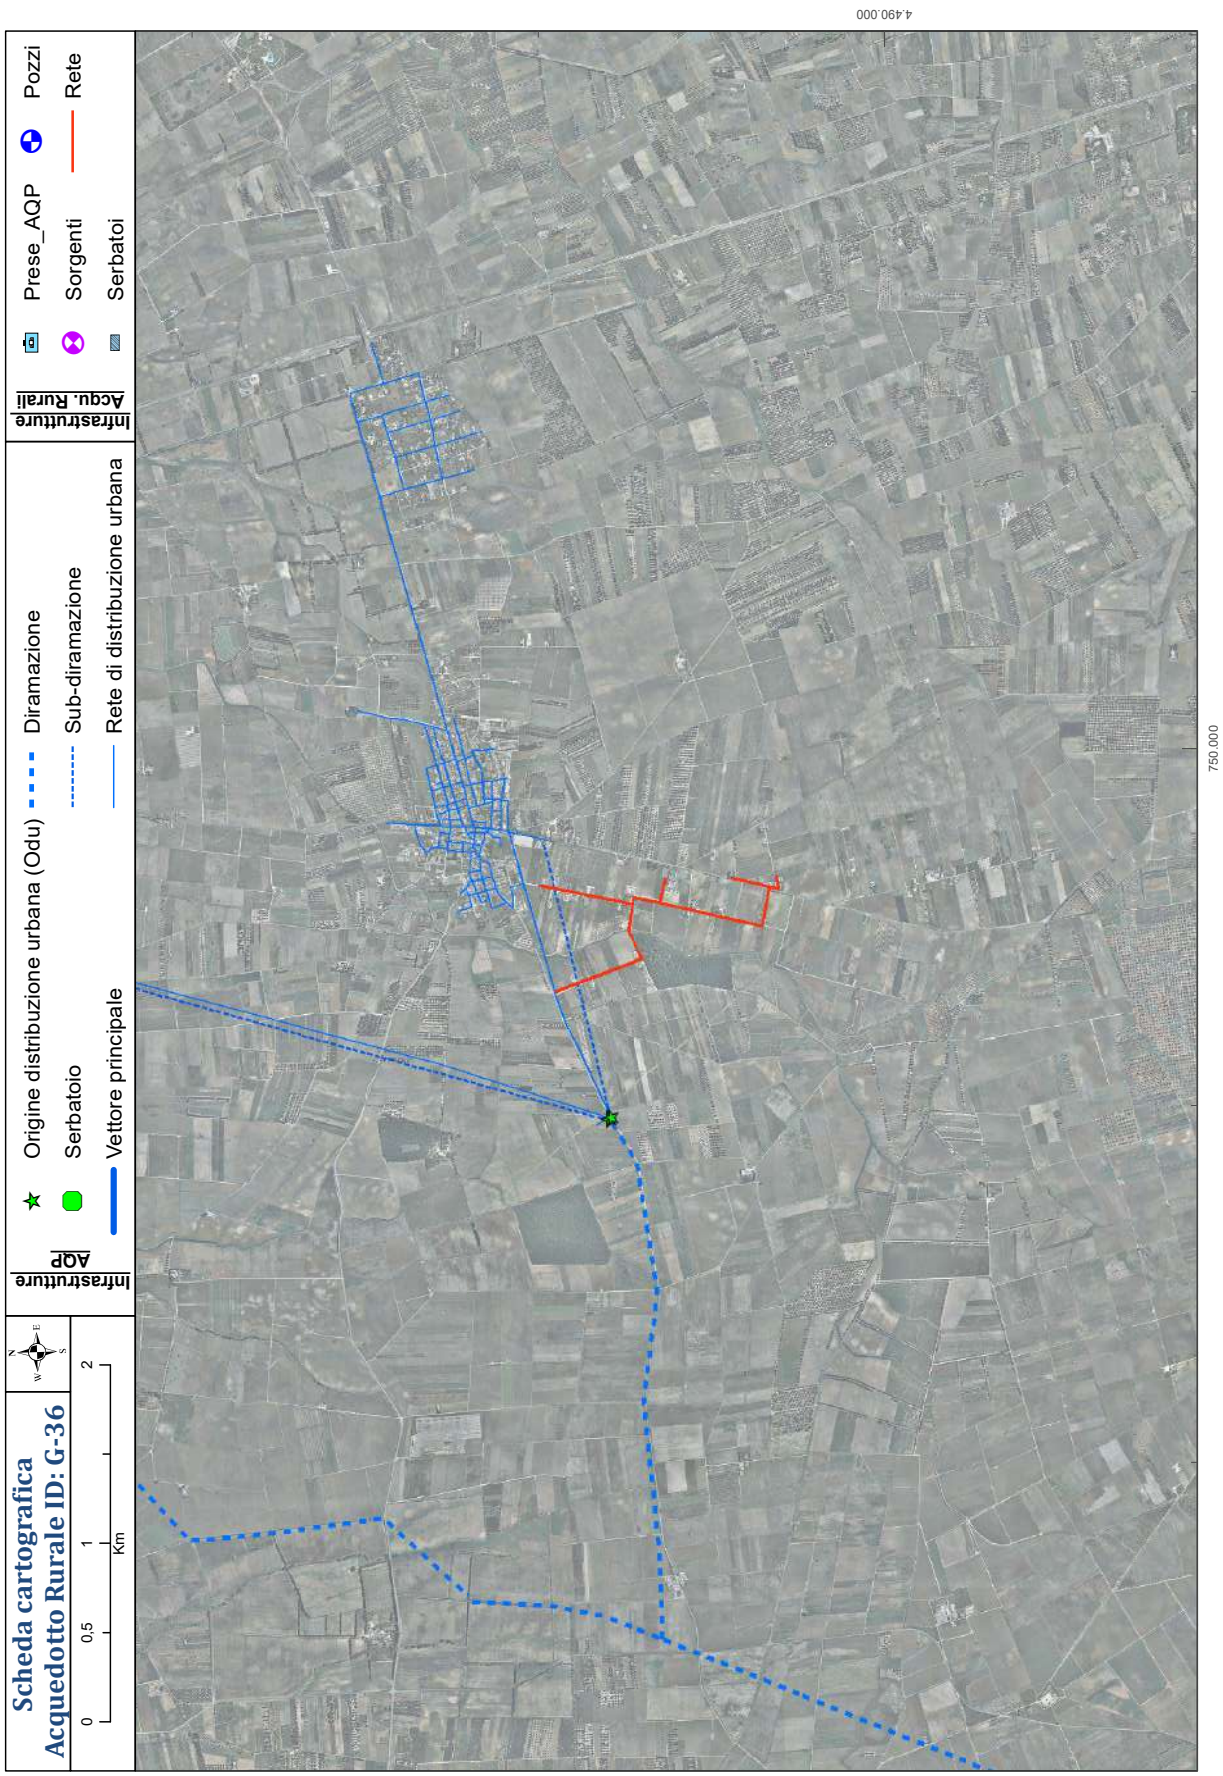 Scheda cartografica
Acquedotto Rurale ID: G-36
0 0,5 1 2
Km
N
W E
S
Infrastrutture
AQP
Origine distribuzione urbana (Odu)
Serbatoio
Vettore principale
Diramazione
Sub-diramazione
Rete di distribuzione urbana
Infrastrutture
Acqu. Rurali
Prese_AQP
Sorgenti
Serbatoi
Pozzi
Rete
4.490.000
750.000